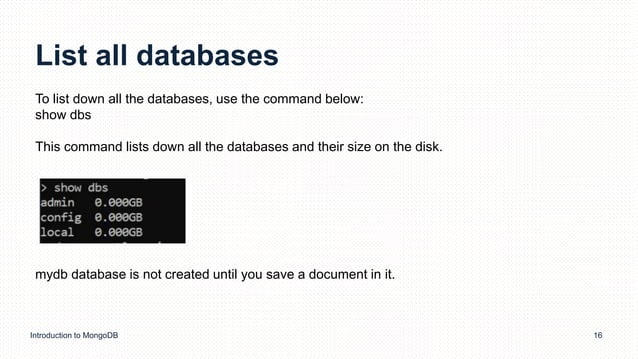 List all databases
To list down all the databases, use the command below:
show dbs
This command lists down all the databases and their size on the disk.
> show dbs
admin 0.000GB
config 0.000GB
local 0.000GB
mydb database is not created until you save a document in it.
Introduction to MongoDB
16